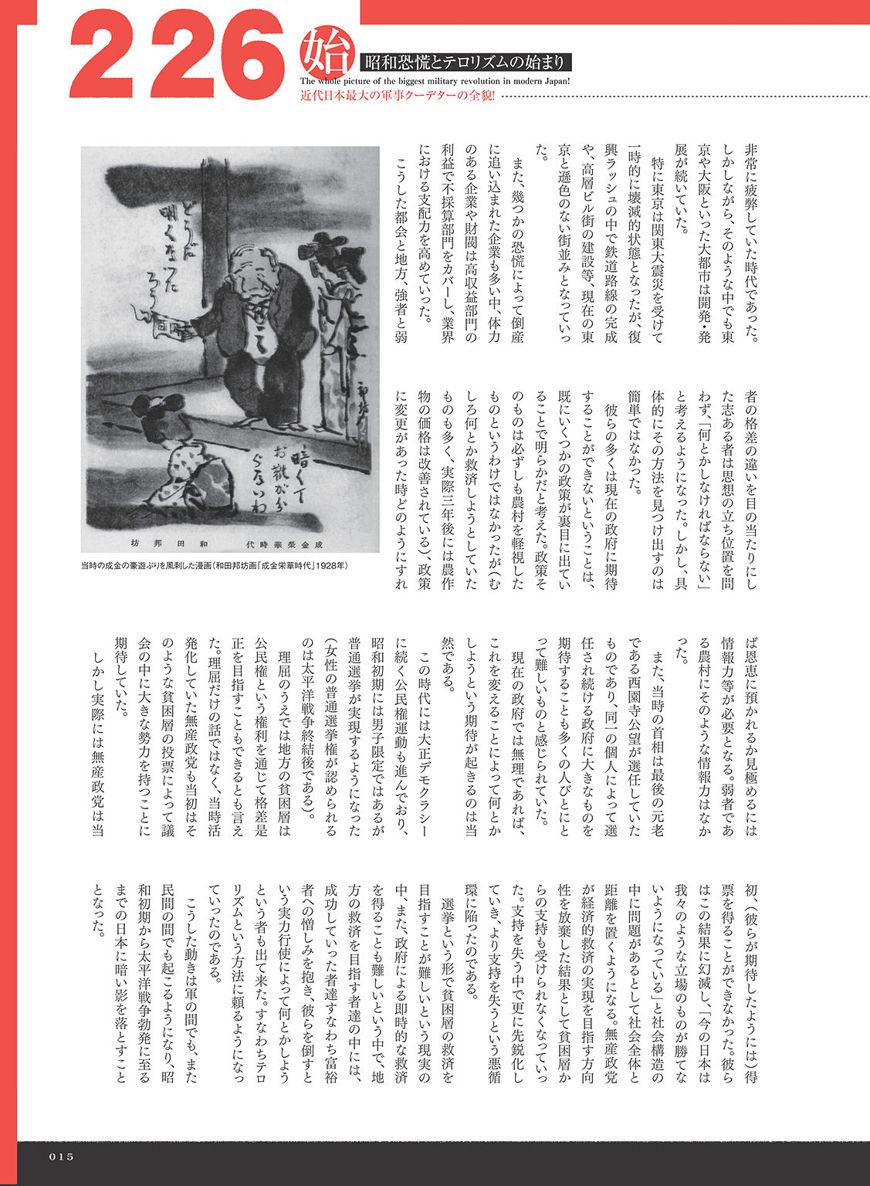 226
始
昭和恐慌とテロリズムの始まり
The whole picture of the biggest military revolution in modern Japan!
近代日本最大の軍事クーデターの全貌!
非常に疲弊していた時代であった。
しかしながら、そのような中でも東
京や大阪といった大都市は開発・発
展が続いていた。
特に東京は関東大震災を受けて
一時的に壊滅的状態となったが、復
興ラッシュの中で鉄道路線の完成
や、高層ビル街の建設等、現在の東
京と遜色のない街並みとなっていっ
た。
また、幾つかの恐慌によって倒産
に追い込まれた企業も多い中、体力
のある企業や財閥は高収益部門の
利益で不採算部門をカバーし、業界
における支配力を高めていった。
こうした都会と地方、強者と弱
どうだ
明くなった
ろう
暗くて
お靴が分
らないわ
成金栄華時代 和田邦坊
当時の成金の豪遊ぶりを風刺した漫画(和田邦坊画「成金栄華時代」1928年)
者の格差の違いを目の当たりにし
た志ある者は思想の立ち位置を問
わず、「何とかしなければならない」
と考えるようになった。しかし、具
体的にその方法を見つけ出すのは
簡単ではなかった。
彼らの多くは現在の政府に期待
することができないということは、
既にいくつかの政策が裏目に出てい
ることで明らかだと考えた。政策そ
のものは必ずしも農村を軽視した
ものというわけではなかったが(む
しろ何とか救済しようとしていた
ものも多く、実際三年後には農作
物の価格は改善されている)、政策
に変更があった時どのようにすれ
ば恩恵に預かれるか見極めるには
情報力等が必要となる。弱者であ
る農村にそのような情報力はなか
った。
また、当時の首相は最後の元老
である西園寺公望が選任していた
ものであり、同一の個人によって選
任され続ける政府に大きなものを
期待することも多くの人びとにと
って難しいものと感じられていた。
現在の政府では無理であれば、
これを変えることによって何とか
しようという期待が起きるのは当
然である。
この時代には大正デモクラシー
に続く公民権運動も進んでおり、
昭和初期には男子限定ではあるが
普通選挙が実現するようになった
(女性の普通選挙権が認められる
のは太平洋戦争終結後である)。
理屈のうえでは地方の貧困層は
公民権という権利を通じて格差是
正を目指すこともできるとも言え
た。理屈だけの話ではなく、当時活
発化していた無産政党も当初はそ
のような貧困層の投票によって議
会の中に大きな勢力を持つことに
期待していた。
しかし実際には無産政党は当
初、(彼らが期待したようには)得
票を得ることができなかった。彼ら
はこの結果に幻滅し、「今の日本は
我々のような立場のものが勝てな
いようになっている」と社会構造の
中に問題があるとして社会全体と
距離を置くようになる。無産政党
が経済的救済の実現を目指す方向
性を放棄した結果として貧困層か
らの支持も受けられなくなっていっ
た。支持を失う中で更に先鋭化し
ていき、より支持を失うという悪循
環に陥ったのである。
選挙という形で貧困層の救済を
目指すことが難しいという現実の
中、また、政府による即時的な救済
を得ることも難しいという中で、地
方の救済を目指す者達の中には、
成功していった者達すなわち富裕
者への憎しみを抱き、彼らを倒すと
いう実力行使によって何とかしよう
という者も出て来た。すなわちテロ
リズムという方法に頼るようになっ
ていったのである。
こうした動きは軍の間でも、また
民間の間でも起こるようになり、昭
和初期から太平洋戦争勃発に至る
までの日本に暗い影を落とすこと
となった。
015